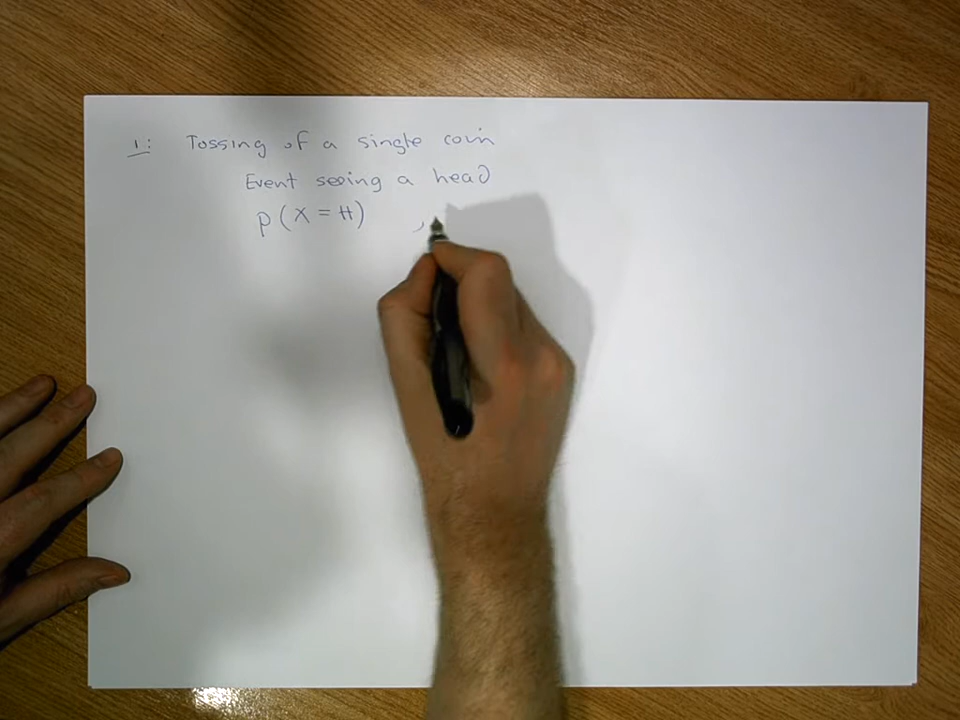 1: Tossing of a single coin
Event seeing a head
P(X=H) ,